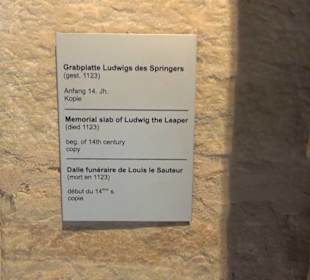 Grabplatte Ludwigs des Springers
(gest. 1123)
Anfang 14. Jh.
Kopie
Memorial slab of Ludwig the Leaper
(died 1123)
beg. of 14th century
copy
Dalle funéraire de Louis le Sauteur
(mort en 1123)
début du 14ème s.
copie